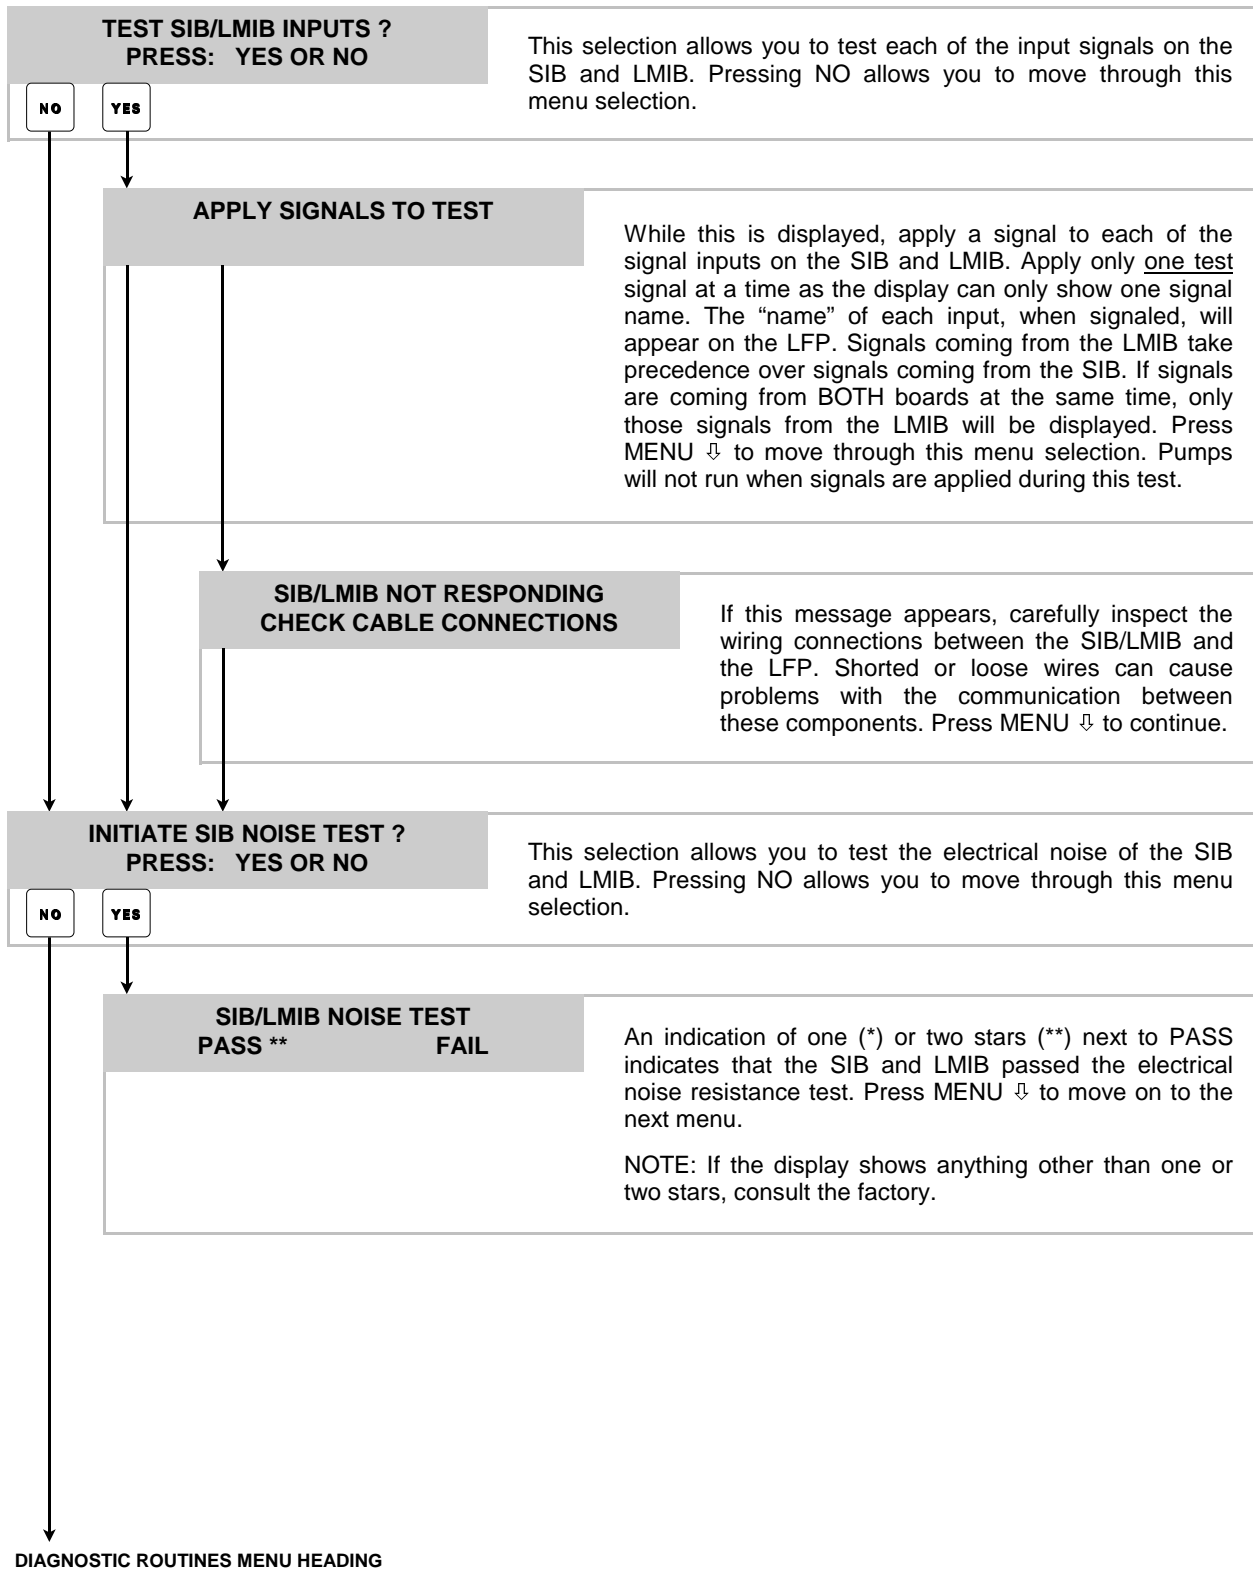 TEST SIB/LMIB INPUTS ?
PRESS: YES OR NO
NO
YES
This selection allows you to test each of the input signals on the
SIB and LMIB. Pressing NO allows you to move through this
menu selection.
APPLY SIGNALS TO TEST
While this is displayed, apply a signal to each of the
signal inputs on the SIB and LMIB. Apply only one test
signal at a time as the display can only show one signal
name. The “name” of each input, when signaled, will
appear on the LFP. Signals coming from the LMIB take
precedence over signals coming from the SIB. If signals
are coming from BOTH boards at the same time, only
those signals from the LMIB will be displayed. Press
MENU ⇩ to move through this menu selection. Pumps
will not run when signals are applied during this test.
SIB/LMIB NOT RESPONDING
CHECK CABLE CONNECTIONS
If this message appears, carefully inspect the
wiring connections between the SIB/LMIB and
the LFP. Shorted or loose wires can cause
problems with the communication between
these components. Press MENU ⇩ to continue.
INITIATE SIB NOISE TEST ?
PRESS: YES OR NO
NO
YES
This selection allows you to test the electrical noise of the SIB
and LMIB. Pressing NO allows you to move through this menu
selection.
SIB/LMIB NOISE TEST
PASS ** FAIL
An indication of one (*) or two stars (**) next to PASS
indicates that the SIB and LMIB passed the electrical
noise resistance test. Press MENU ⇩ to move on to the
next menu.
NOTE: If the display shows anything other than one or
two stars, consult the factory.
DIAGNOSTIC ROUTINES MENU HEADING